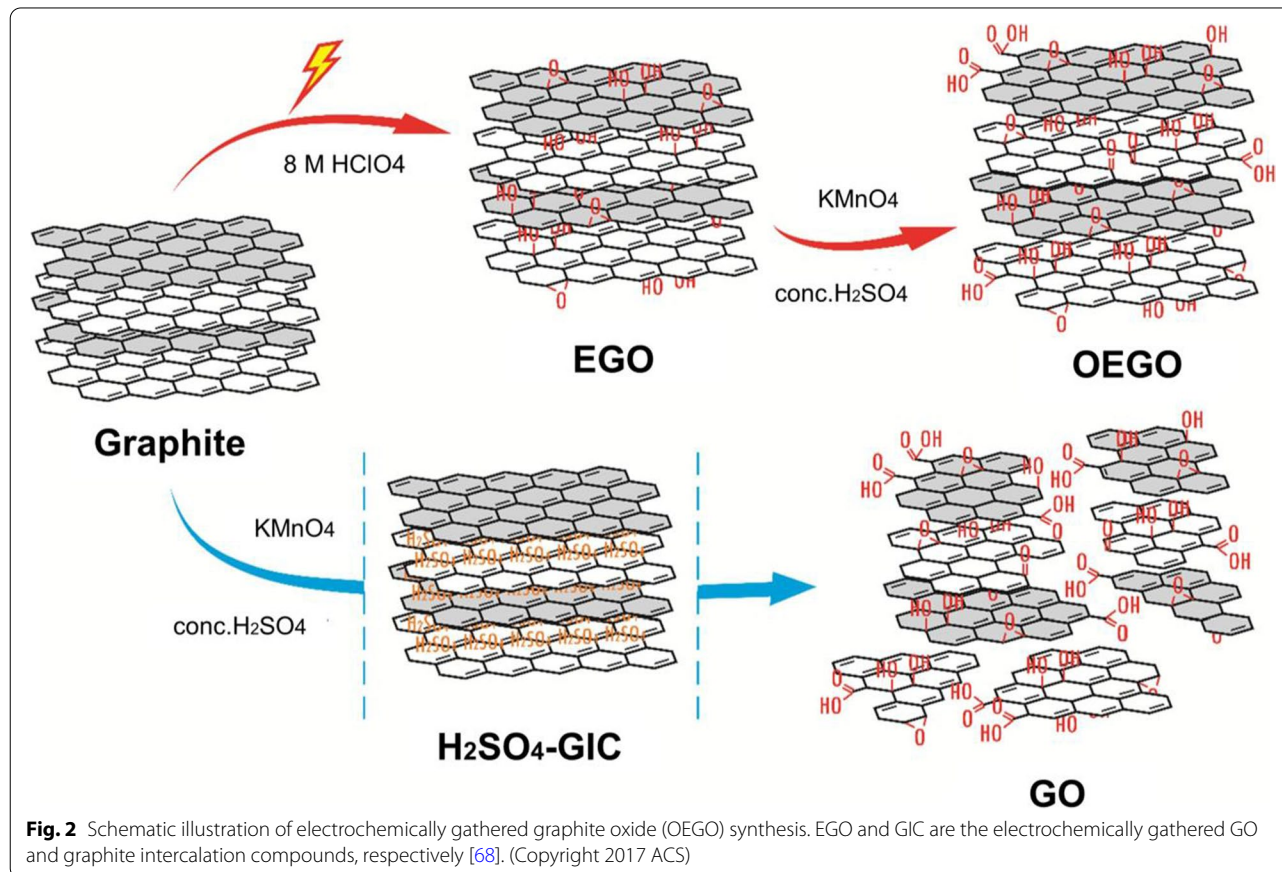 8 M HClO4
EGO
KMnO4
conc.H2SO4
OEGO
Graphite
KMnO4
conc.H2SO4
H₂SO₄-GIC
GO
Fig. 2 Schematic illustration of electrochemically gathered graphite oxide (OEGO) synthesis. EGO and GIC are the electrochemically gathered GO
and graphite intercalation compounds, respectively [68]. (Copyright 2017 ACS)